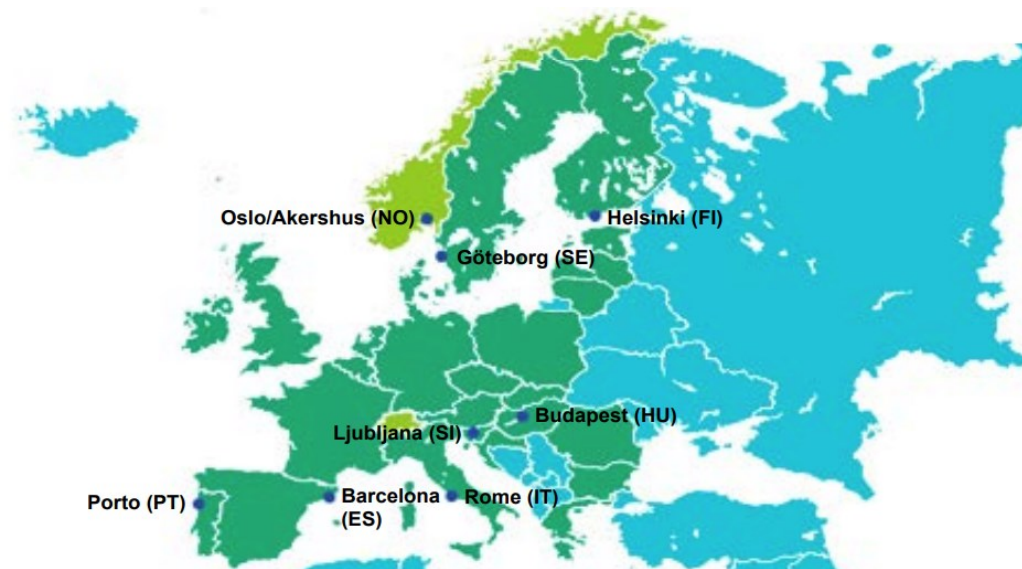 Oslo/Akershus (NO)
Helsinki (FI)
Göteborg (SE)
Budapest (HU)
Ljubljana (SI)
Porto (PT)
Barcelona
(ES)
Rome (IT)